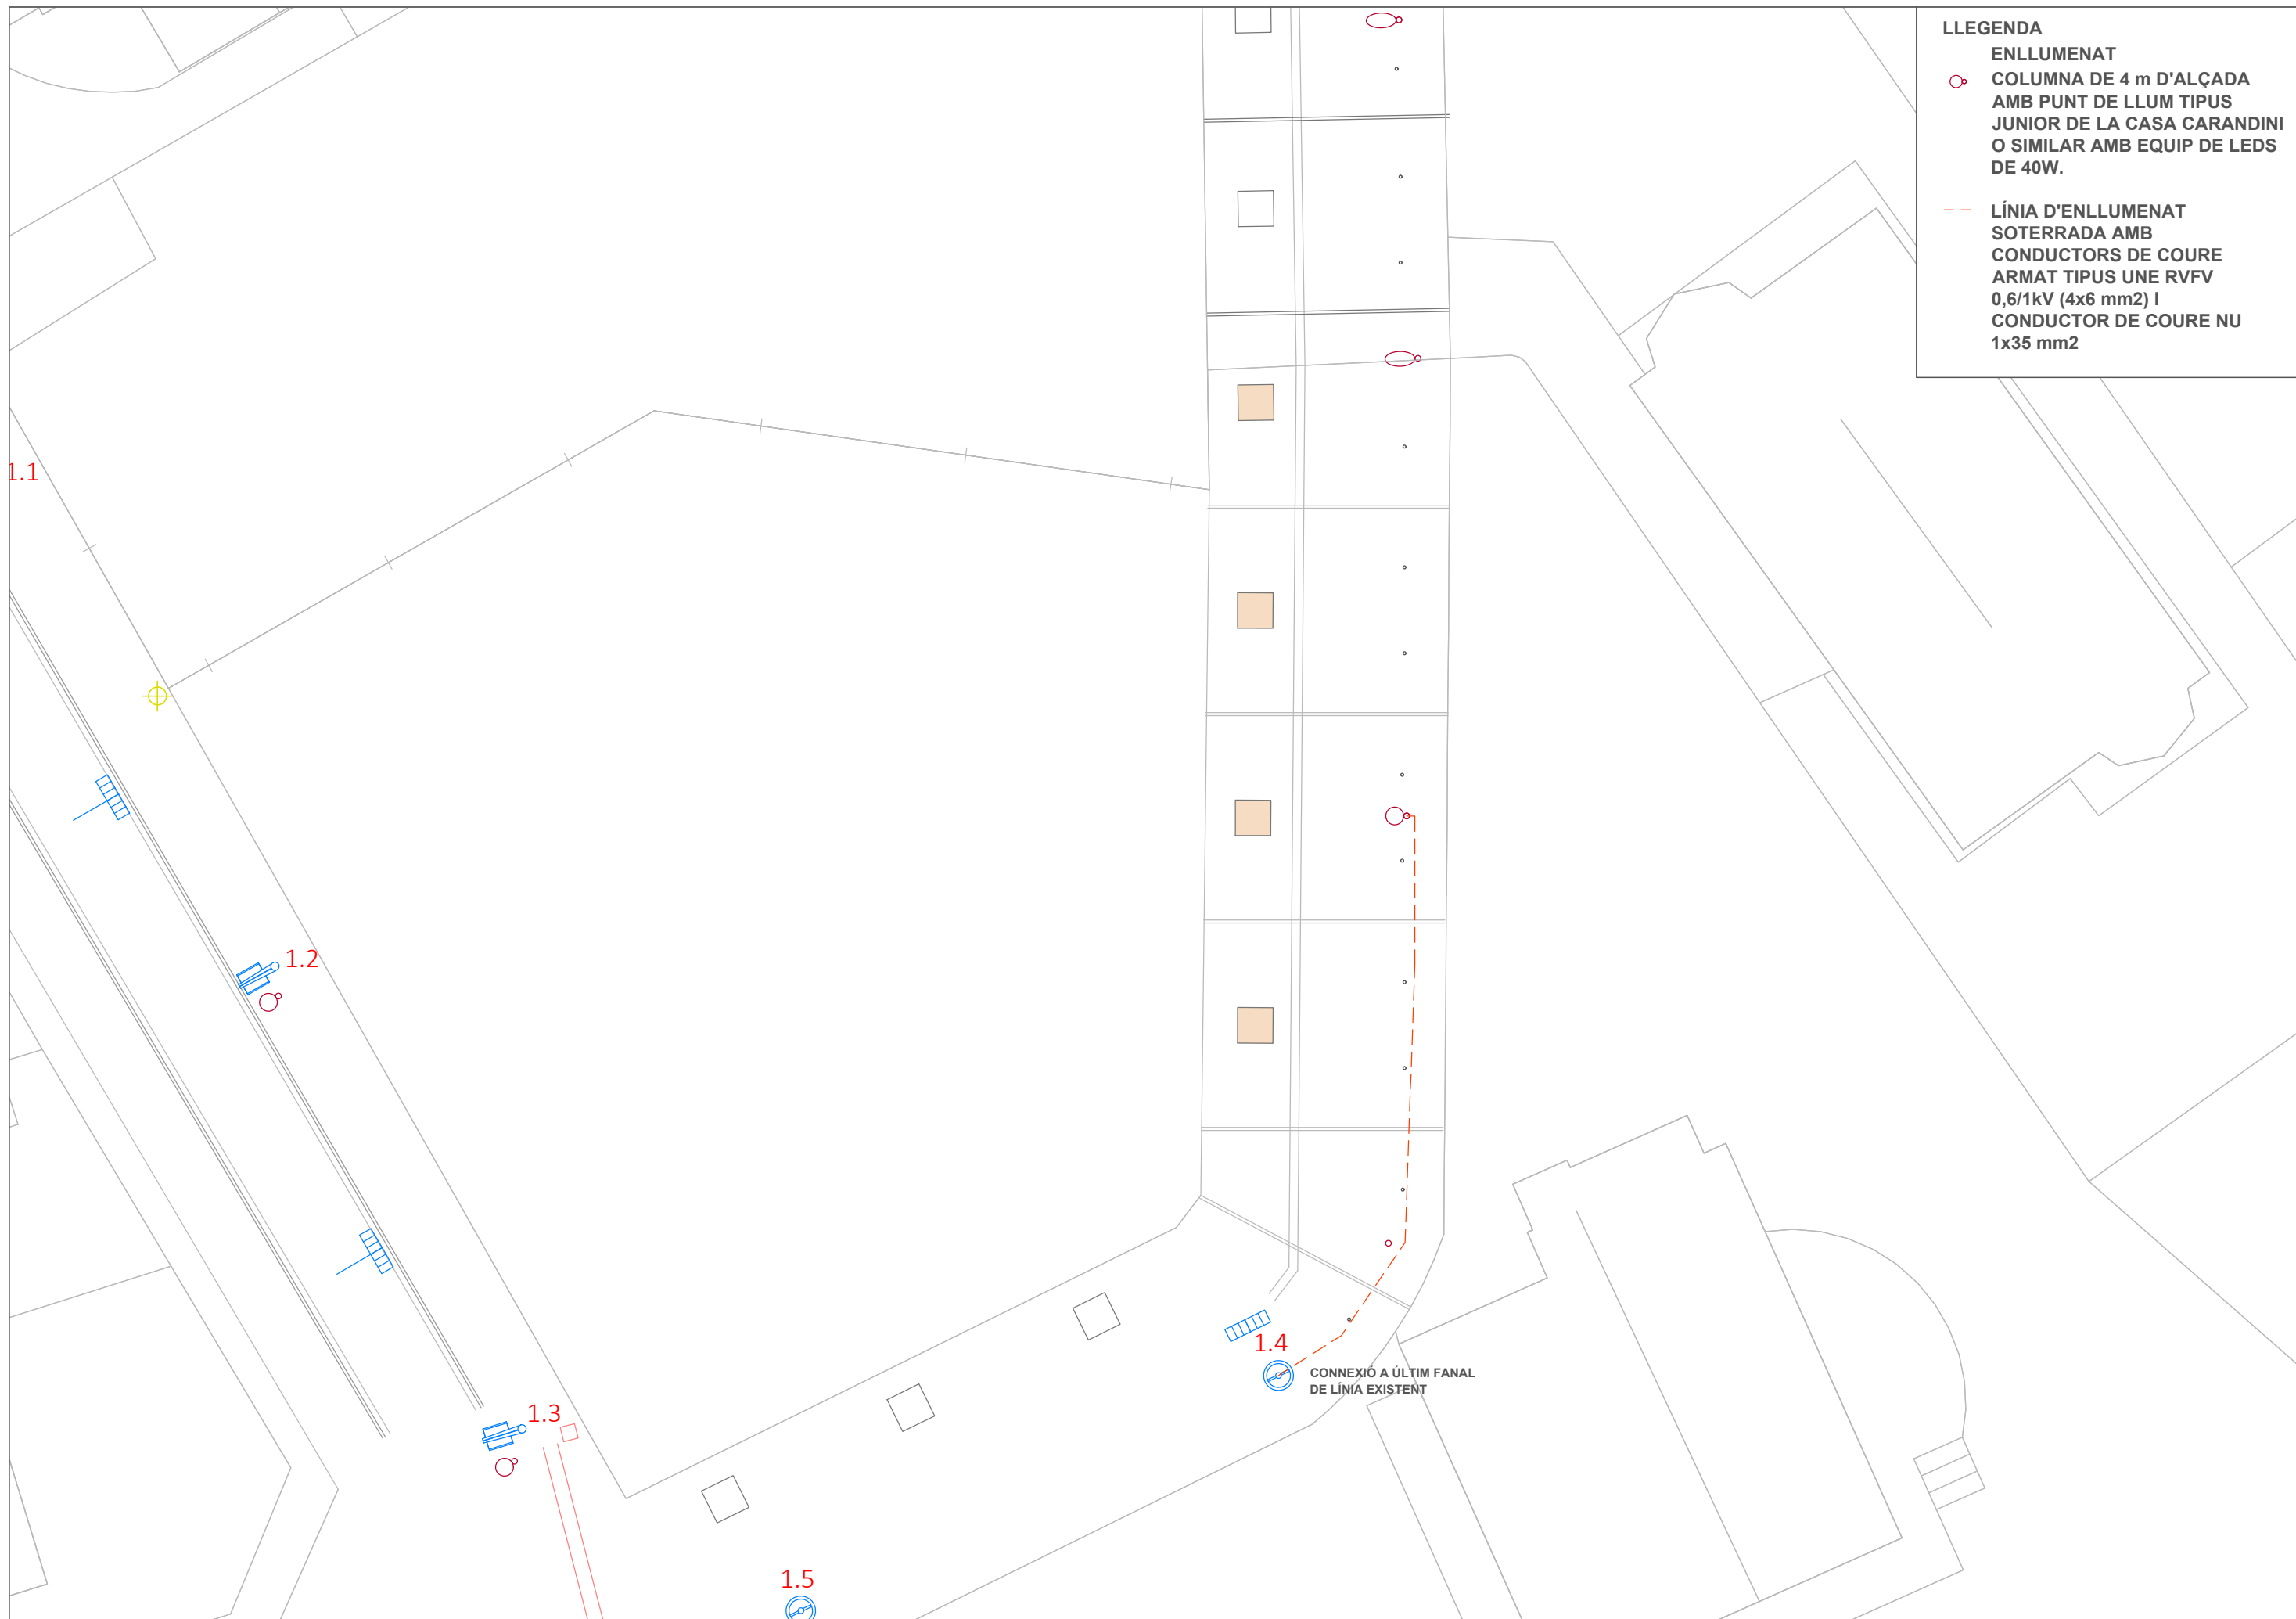 LLEGENDA
ENLLUMENAT
COLUMNA DE 4 m D'ALÇADA
AMB PUNT DE LLUM TIPUS
JUNIOR DE LA CASA CARANDINI
O SIMILAR AMB EQUIP DE LEDS
DE 40W.
LÍNIA D'ENLLUMENAT
SOTERRADA AMB
CONDUCTORS DE COURE
ARMAT TIPUS UNE RVFV
0,6/1kV (4x6 mm2) I
CONDUCTOR DE COURE NU
1x35 mm2
1.1
1.2
1.4
CONNEXIÓ A ÚLTIM FANAL
DE LÍNIA EXISTENT
1.3
1.5